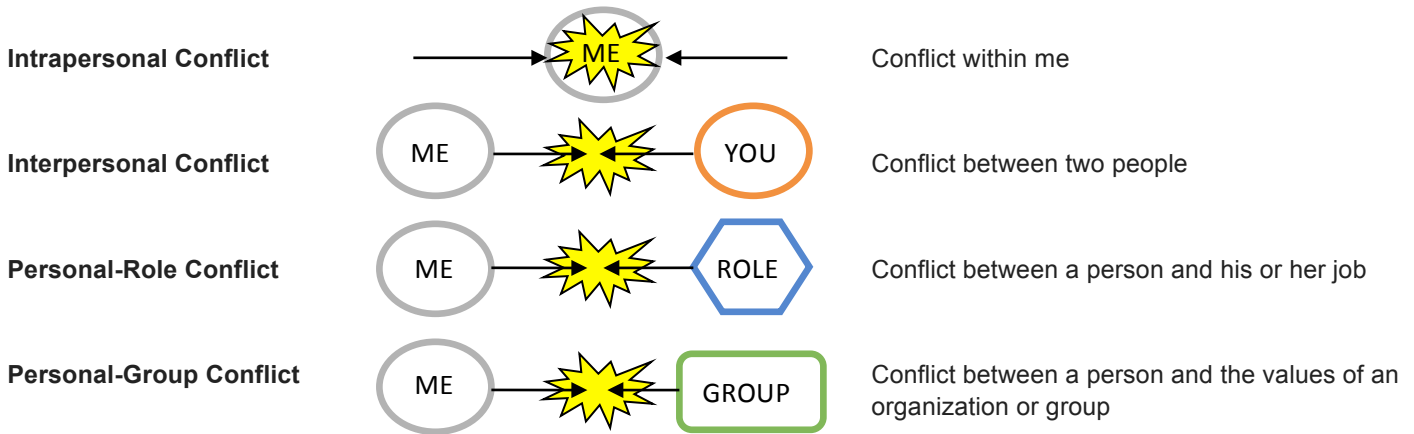 Intrapersonal Conflict ME Conflict within me
Interpersonal Conflict ME YOU Conflict between two people
Personal-Role Conflict ME ROLE Conflict between a person and his or her job
Personal-Group Conflict ME GROUP Conflict between a person and the values of an
organization or group